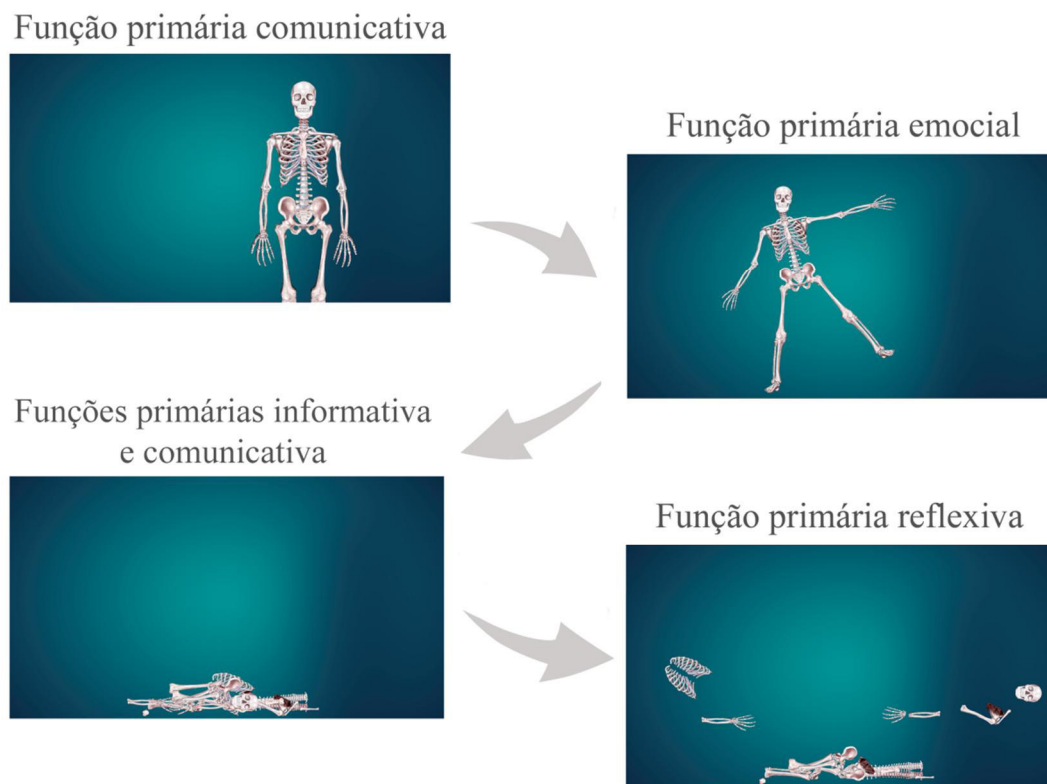 Função primária comunicativa
Função primária emocial
Funções primárias informativa
e comunicativa
Função primária reflexiva